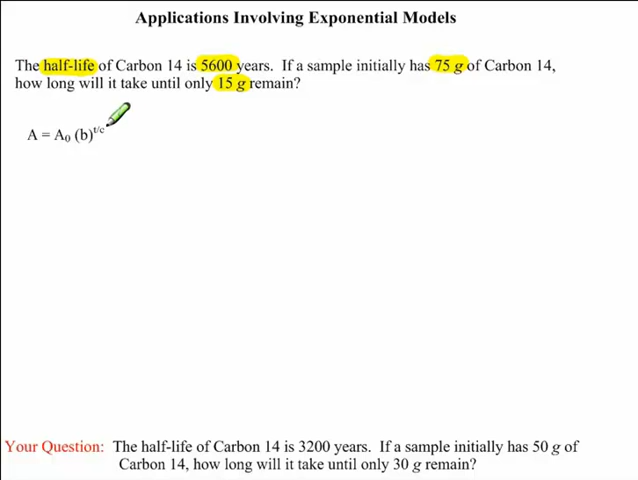 Applications Involving Exponential Models
The half-life of Carbon 14 is 5600 years. If a sample initially has 75 g of Carbon 14,
how long will it take until only 15 g remain?
A = A₀ (b)^t/c
Your Question: The half-life of Carbon 14 is 3200 years. If a sample initially has 50 g of
Carbon 14, how long will it take until only 30 g remain?